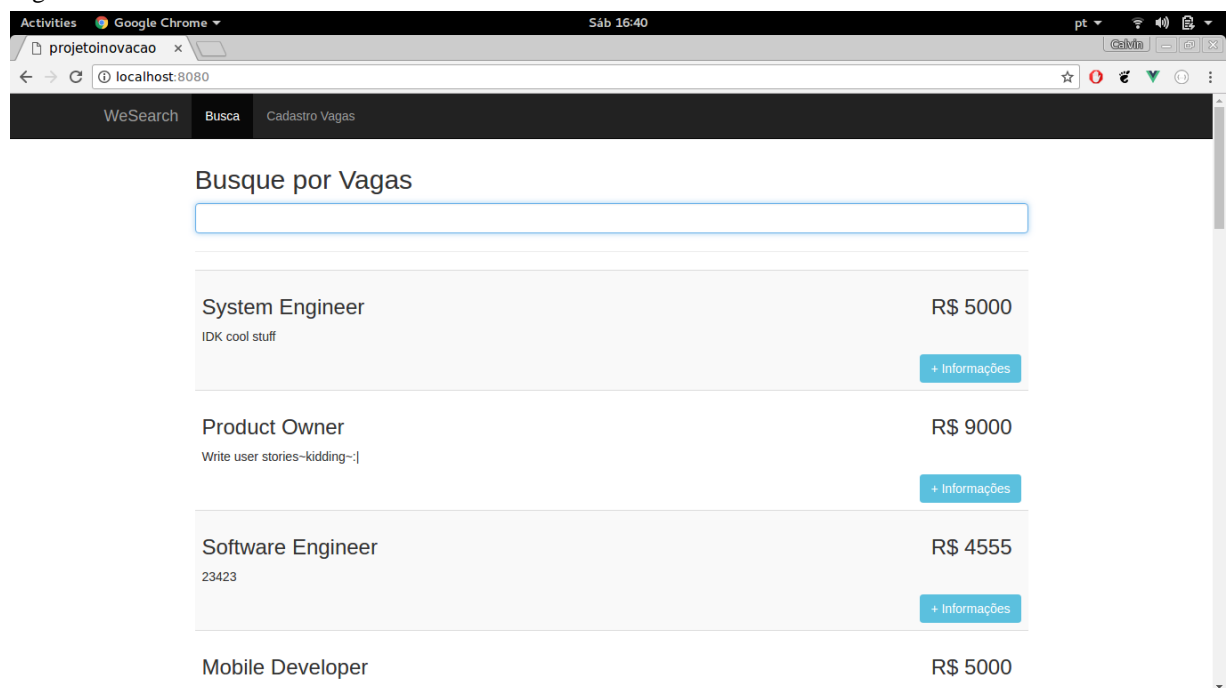 Activities Google Chrome Sáb 16:40 pt
projetoinovacao Calvin
localhost:8080
WeSearch Busca Cadastro Vagas
Busque por Vagas
System Engineer R$ 5000
IDK cool stuff
+ Informações
Product Owner R$ 9000
Write user stories~kidding~:|
+ Informações
Software Engineer R$ 4555
23423
+ Informações
Mobile Developer R$ 5000